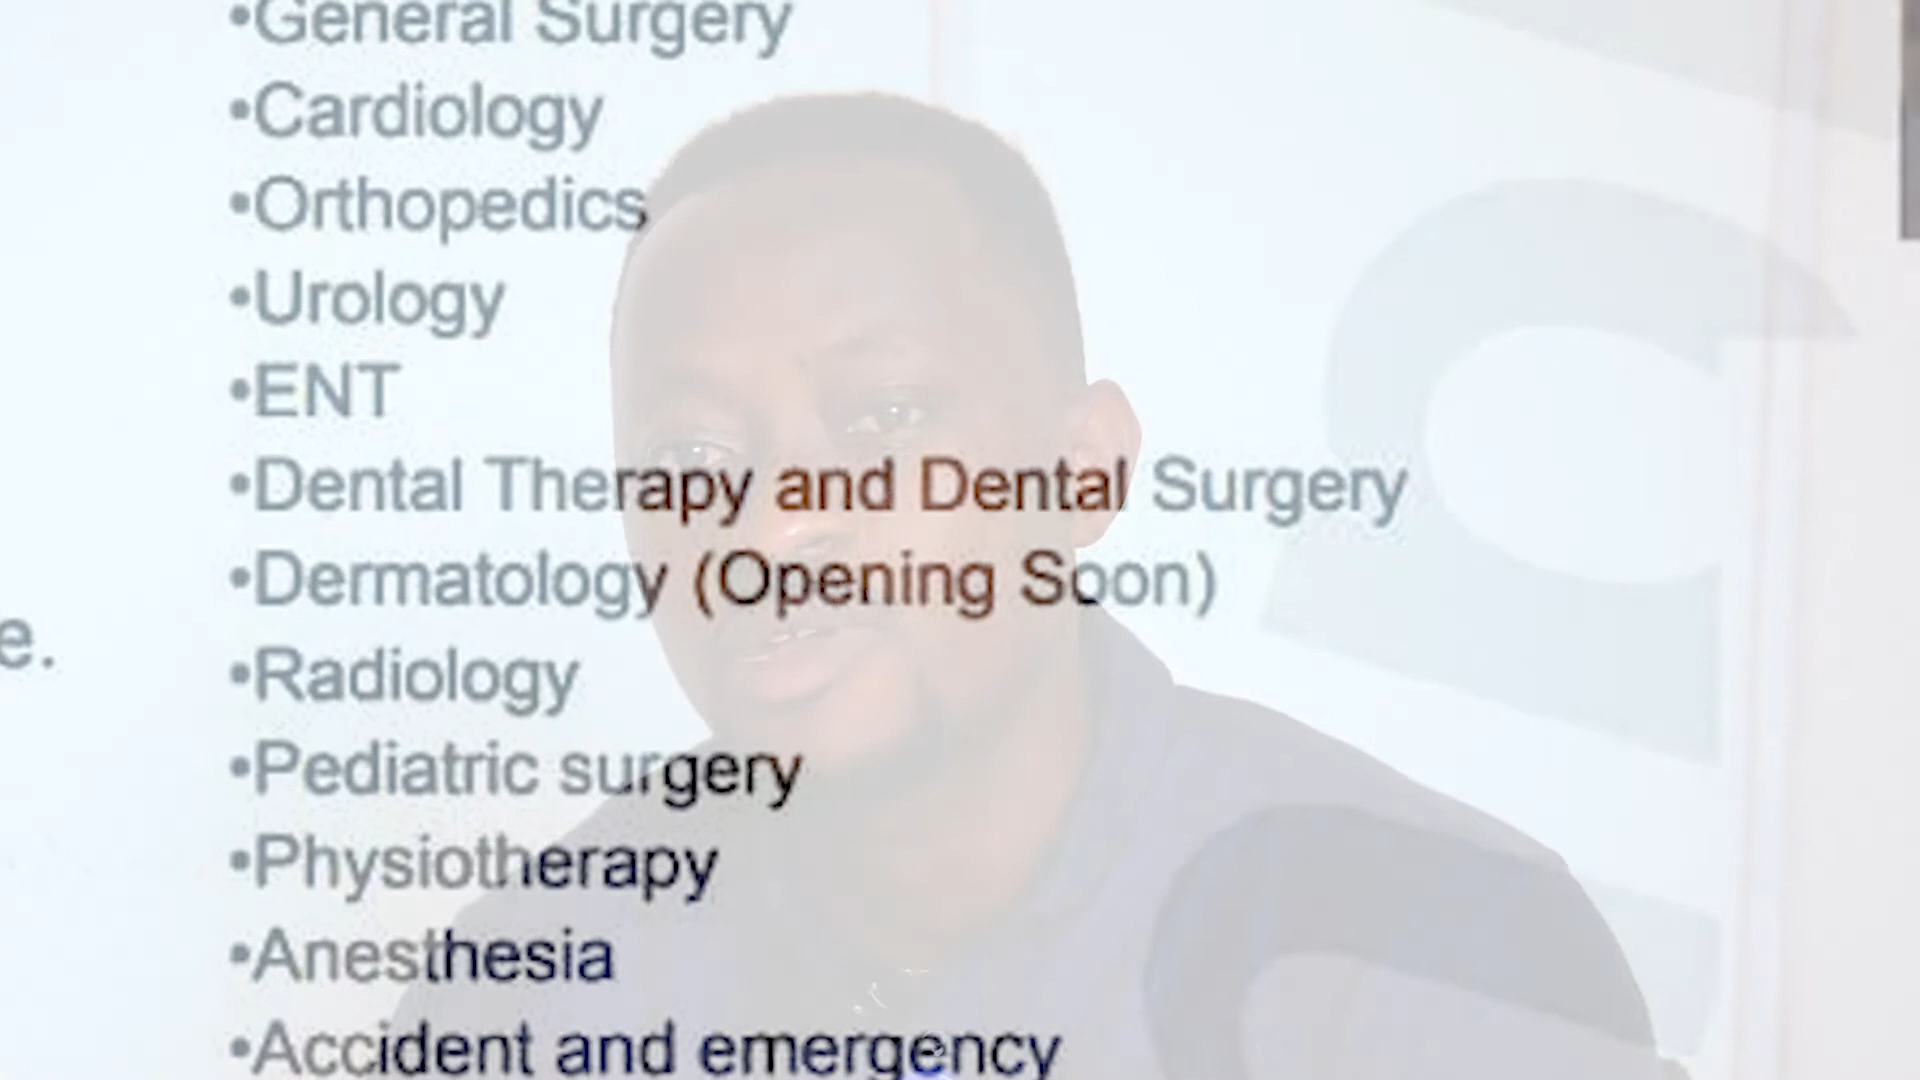 •General Surgery
•Cardiology
•Orthopedics
•Urology
•ENT
•Dental Therapy and Dental Surgery
•Dermatology (Opening Soon)
e.
•Radiology
•Pediatric surgery
•Physiotherapy
•Anesthesia
•Accident and emergency